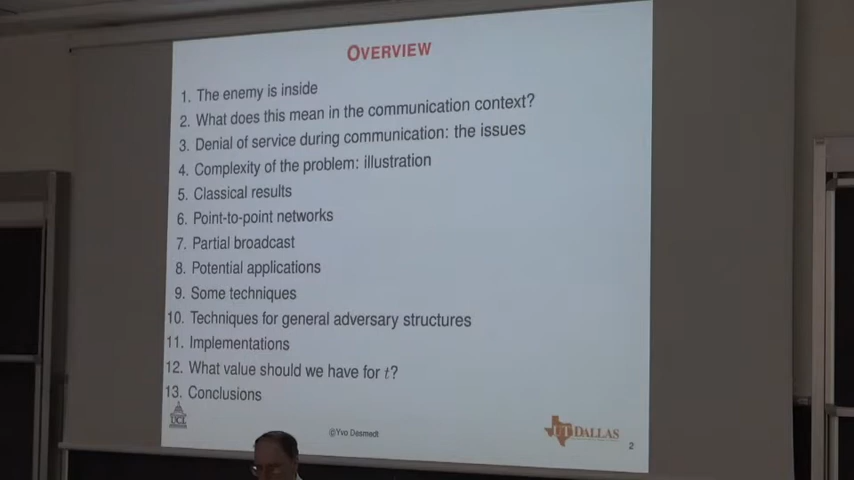 OVERVIEW
1. The enemy is inside
2. What does this mean in the communication context?
3. Denial of service during communication: the issues
4. Complexity of the problem: illustration
5. Classical results
6. Point-to-point networks
7. Partial broadcast
8. Potential applications
9. Some techniques
10. Techniques for general adversary structures
11. Implementations
12. What value should we have for t?
13. Conclusions
UCL
©Yvo Desmedt
UT DALLAS
2